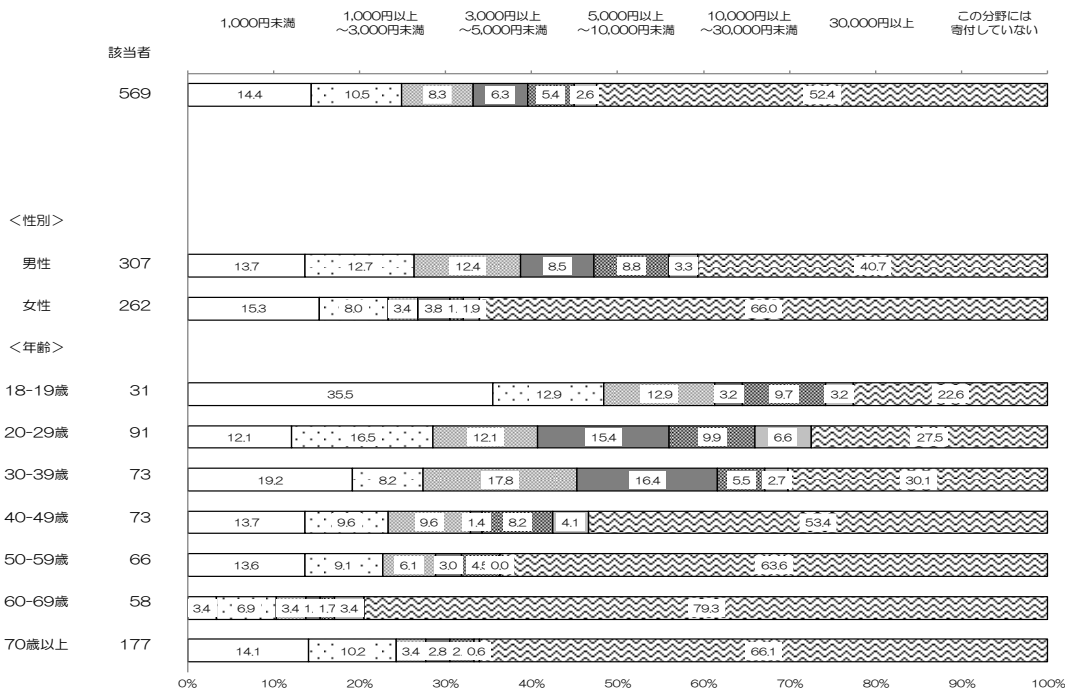 1,000円未満 1,000円以上～3,000円未満 3,000円以上～5,000円未満 5,000円以上～10,000円未満 10,000円以上～30,000円未満 30,000円以上 この分野には寄付していない
該当者
569 14.4 10.5 8.3 6.3 5.4 2.6 52.4
＜性別＞
男性 307 13.7 12.7 12.4 8.5 8.8 3.3 40.7
女性 262 15.3 8.0 3.4 3.8 1. 1.9 66.0
＜年齢＞
18-19歳 31 35.5 12.9 12.9 3.2 9.7 3.2 22.6
20-29歳 91 12.1 16.5 12.1 15.4 9.9 6.6 27.5
30-39歳 73 19.2 8.2 17.8 16.4 5.5 2.7 30.1
40-49歳 73 13.7 9.6 9.6 1.4 8.2 4.1 53.4
50-59歳 66 13.6 9.1 6.1 3.0 4. 0.0 63.6
60-69歳 58 3.4 6.9 3.4 1. 1.7 3.4 79.3
70歳以上 177 14.1 10.2 3.4 2.8 2 0.6 66.1
0% 10% 20% 30% 40% 50% 60% 70% 80% 90% 100%